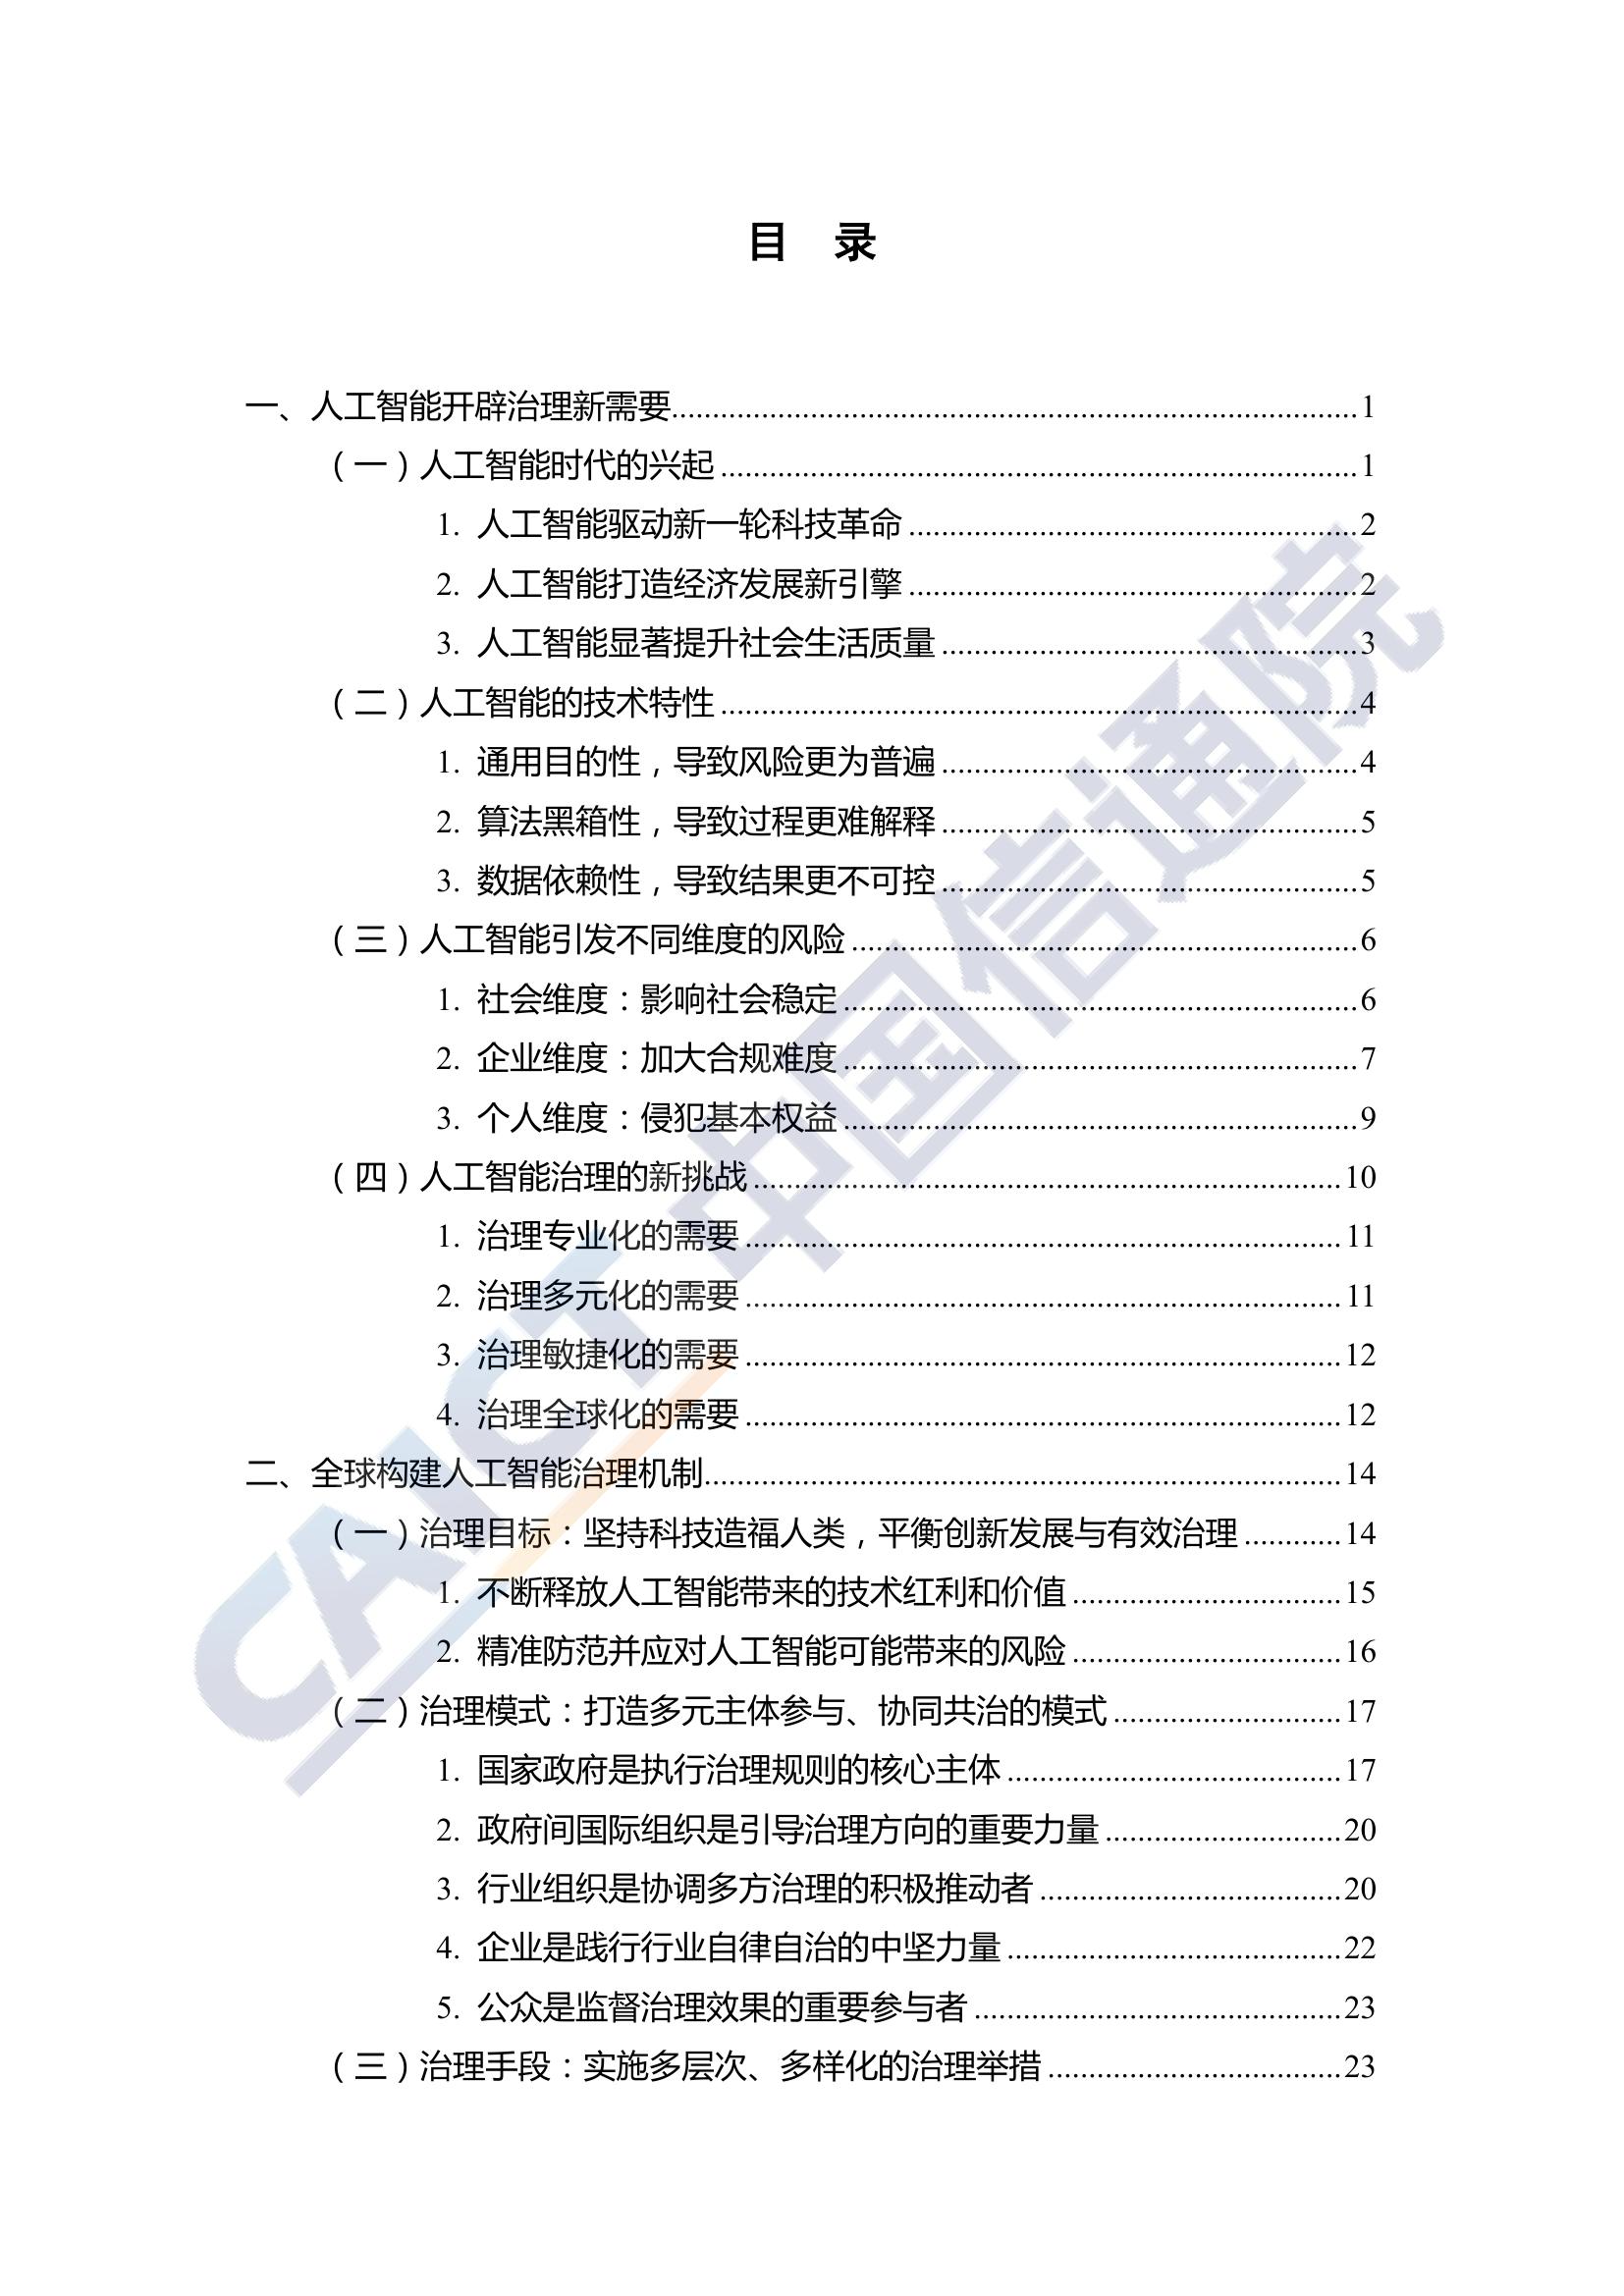 目 录
一、人工智能开辟治理新需要........................................1
（一）人工智能时代的兴起........................................1
1. 人工智能驱动新一轮科技革命........................................2
2. 人工智能打造经济发展新引擎........................................2
3. 人工智能显著提升社会生活质量........................................3
（二）人工智能的技术特性........................................4
1. 通用目的性，导致风险更为普遍........................................4
2. 算法黑箱性，导致过程更难解释........................................5
3. 数据依赖性，导致结果更不可控........................................5
（三）人工智能引发不同维度的风险........................................6
1. 社会维度：影响社会稳定........................................6
2. 企业维度：加大合规难度........................................7
3. 个人维度：侵犯基本权益........................................9
（四）人工智能治理的新挑战........................................10
1. 治理专业化的需要........................................11
2. 治理多元化的需要........................................11
3. 治理敏捷化的需要........................................12
4. 治理全球化的需要........................................12
二、全球构建人工智能治理机制........................................14
（一）治理目标：坚持科技造福人类，平衡创新发展与有效治理............14
1. 不断释放人工智能带来的技术红利和价值..............................15
2. 精准防范并应对人工智能可能带来的风险..............................16
（二）治理模式：打造多元主体参与、协同共治的模式..........................17
1. 国家政府是执行治理规则的核心主体........................................17
2. 政府间国际组织是引导治理方向的重要力量..........................20
3. 行业组织是协调多方治理的积极推动者..................................20
4. 企业是践行行业自律自治的中坚力量........................................22
5. 公众是监督治理效果的重要参与者........................................23
（三）治理手段：实施多层次、多样化的治理举措..................................23
CAICT 中国信通院